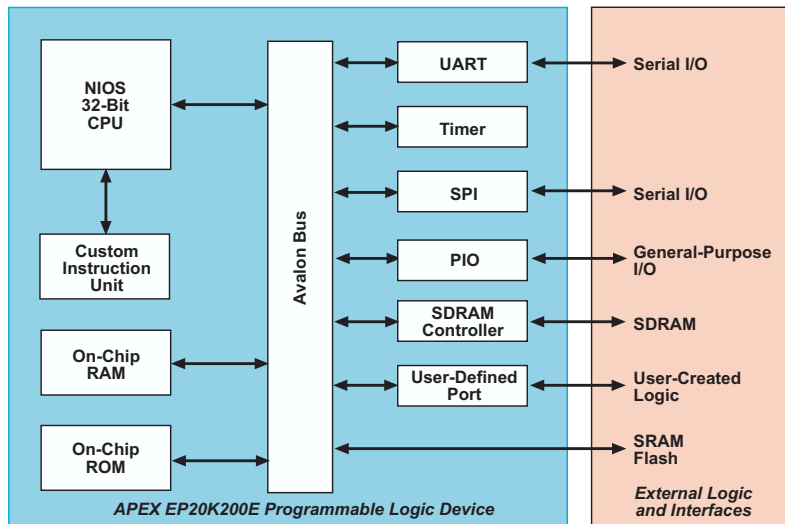 NIOS
32-Bit
CPU
Custom
Instruction
Unit
On-Chip
RAM
On-Chip
ROM
Avalon Bus
UART
Timer
SPI
PIO
SDRAM
Controller
User-Defined
Port
Serial I/O
Serial I/O
General-Purpose
I/O
SDRAM
User-Created
Logic
SRAM
Flash
APEX EP20K200E Programmable Logic Device
External Logic
and Interfaces